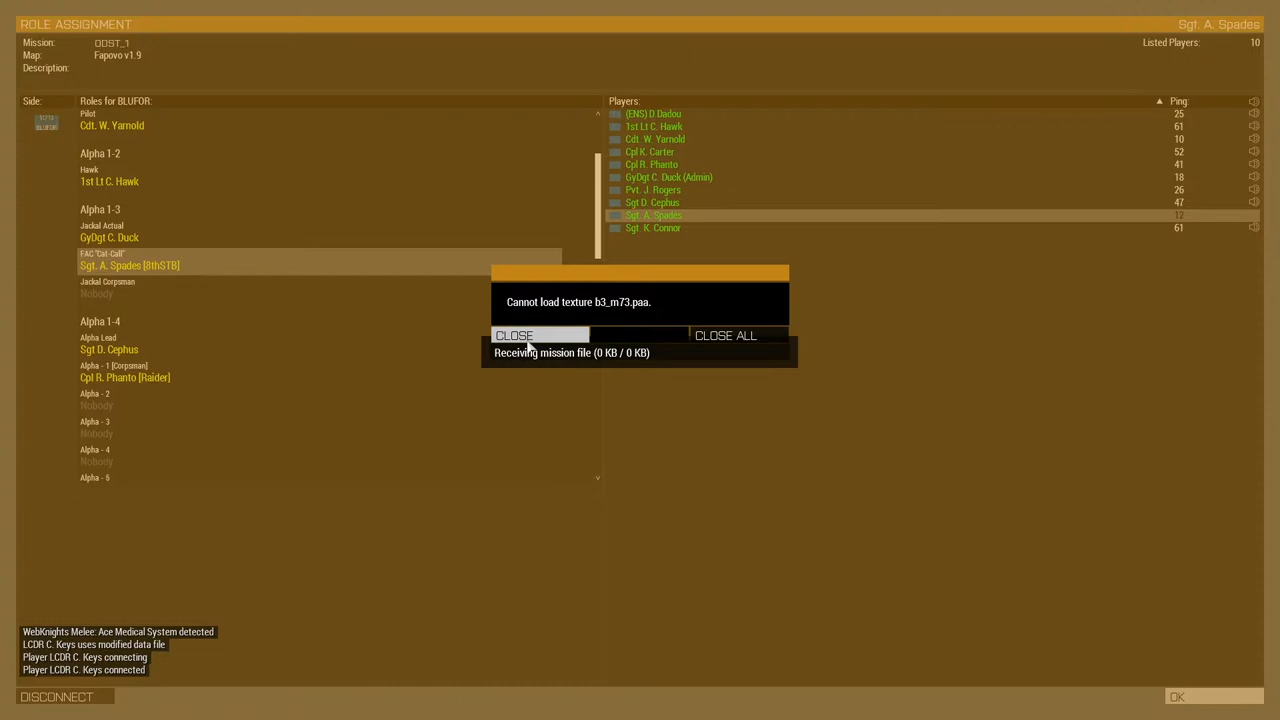 ROLE ASSIGNMENT
Sgt. A. Spades
Mission: ODST_1
Map: Fapovo v1.9
Description:
Listed Players: 10
Side:
BLUFOR
Roles for BLUFOR:
Pilot
Cdt. W. Yarnold
Alpha 1-2
Hawk
1st Lt C. Hawk
Alpha 1-3
Jackal Actual
GyDgt C. Duck
FAC "Cat-Call"
Sgt. A. Spades [8thSTB]
Jackal Corpsman
Nobody
Alpha 1-4
Alpha Lead
Sgt D. Cephus
Alpha - 1 [Corpsman]
Cpl R. Phanto [Raider]
Alpha - 2
Nobody
Alpha - 3
Nobody
Alpha - 4
Nobody
Alpha - 5
Players: Ping:
(ENS) D Dadou 25
1st Lt C. Hawk 61
Cdt. W. Yarnold 10
Cpl K. Carter 52
Cpl R. Phanto 41
GyDgt C. Duck (Admin) 18
Pvt. J. Rogers 26
Sgt D. Cephus 47
Sgt. A. Spades 12
Sgt. K. Connor 61
Cannot load texture b3_m73.paa.
CLOSE
CLOSE ALL
Receiving mission file (0 KB / 0 KB)
WebKnights Melee: Ace Medical System detected
LCDR C. Keys uses modified data file
Player LCDR C. Keys connecting
Player LCDR C. Keys connected
DISCONNECT
OK